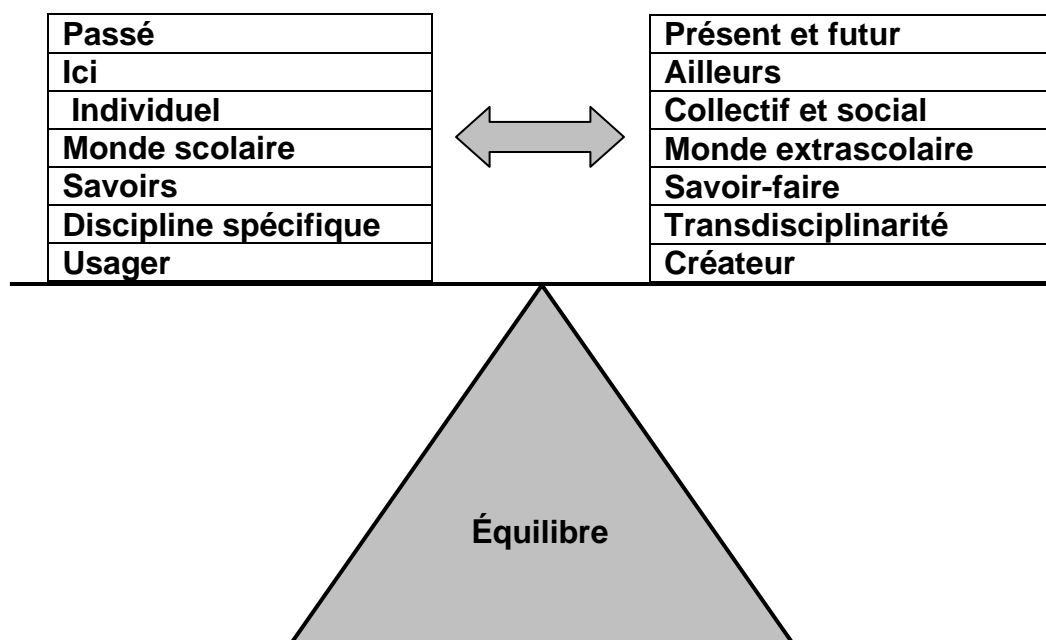 Passé
Ici
Individuel
Monde scolaire
Savoirs
Discipline spécifique
Usager
Présent et futur
Ailleurs
Collectif et social
Monde extrascolaire
Savoir-faire
Transdisciplinarité
Créateur
Équilibre